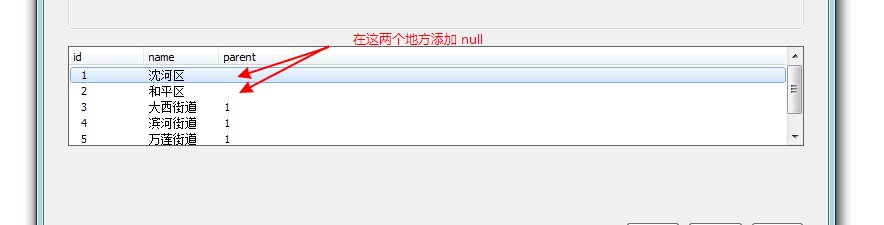 在这两个地方添加 null
id name parent
1 沈河区
2 和平区
3 大西街道 1
4 滨河街道 1
5 万莲街道 1